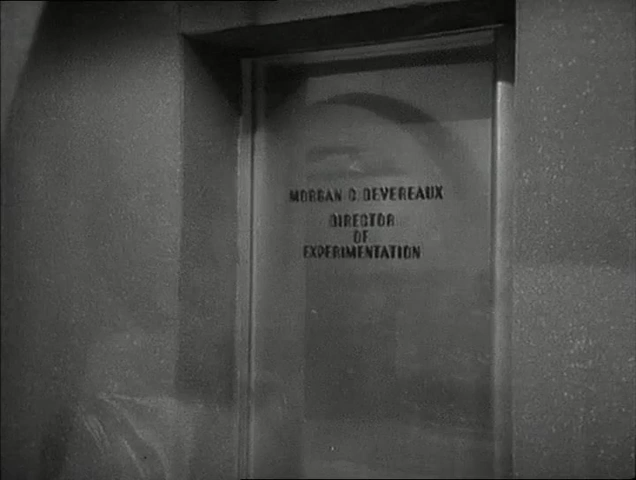 MORGAN C DEVEREAUX
DIRECTOR
OF
EXPERIMENTATION